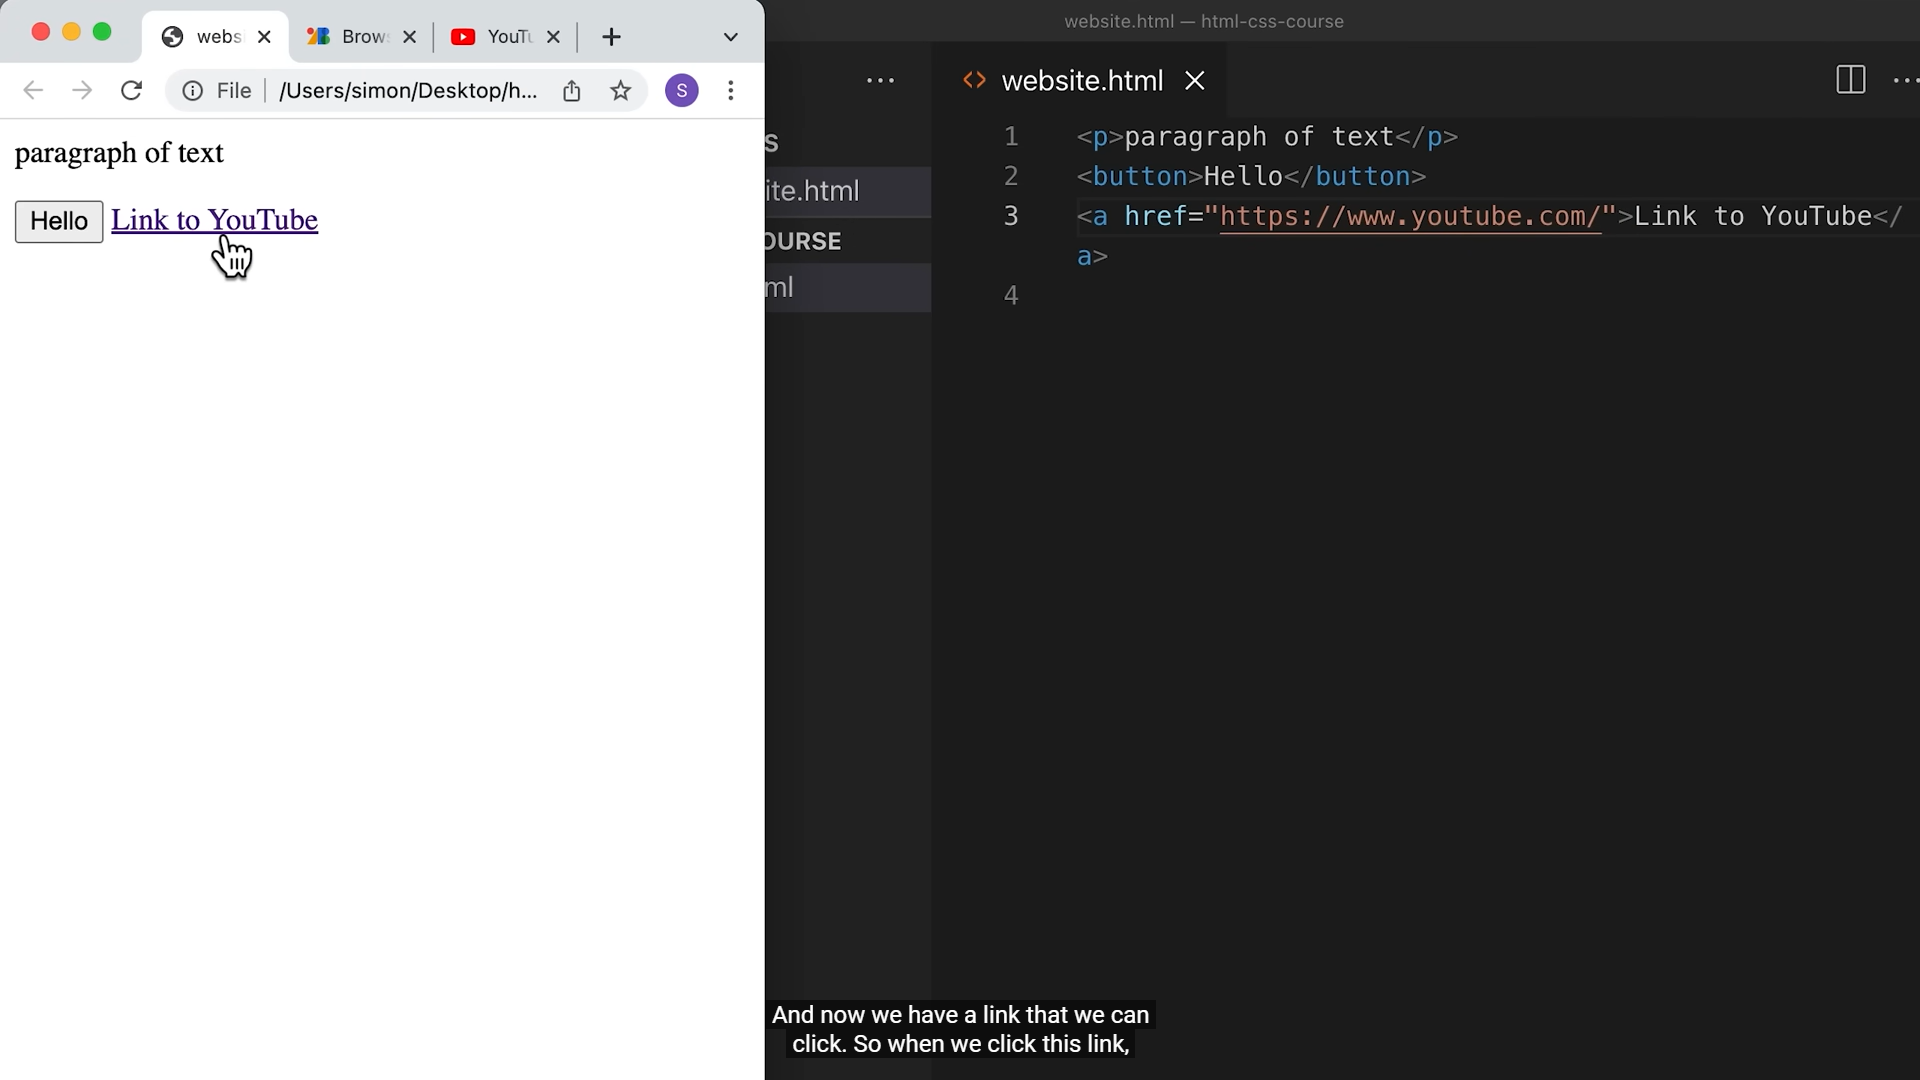 webs
Brow
YouTu
File
/Users/simon/Desktop/h...
S
paragraph of text
Hello Link to YouTube
website.html — html-css-course
website.html
S
ite.html
OURSE
ml
1 <p>paragraph of text</p>
2 <button>Hello</button>
3 <a href="https://www.youtube.com/">Link to YouTube</
a>
4
And now we have a link that we can
click. So when we click this link,